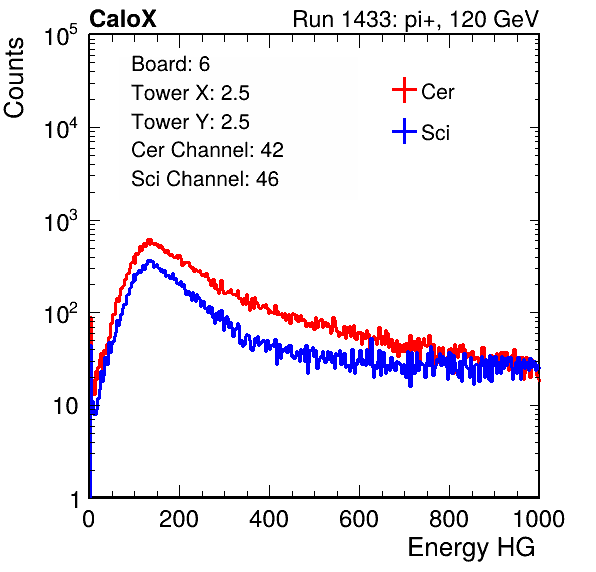 CaloX Run 1433: pi+, 120 GeV
Counts
10^5
10^4
10^3
10^2
10
1
Board: 6
Tower X: 2.5
Tower Y: 2.5
Cer Channel: 42
Sci Channel: 46
Cer
Sci
0 200 400 600 800 1000
Energy HG